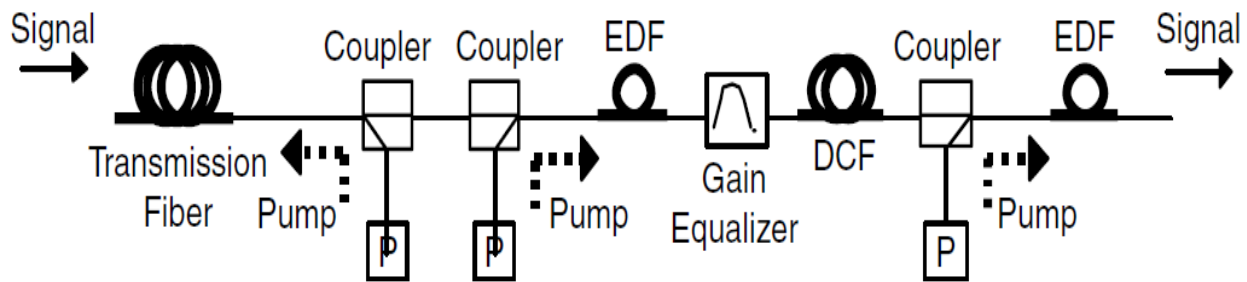 Signal
Coupler
Coupler
EDF
Coupler
EDF
Signal
Transmission
Fiber
Pump
P
P
Pump
Gain
Equalizer
DCF
P
Pump